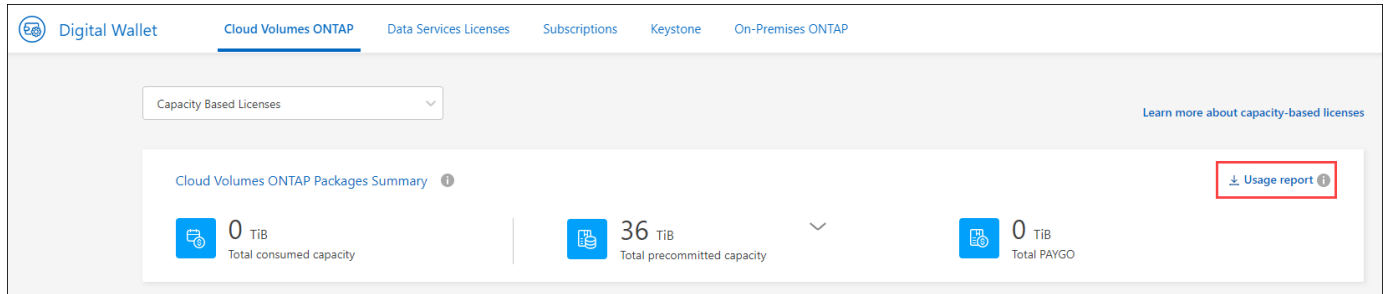 Digital Wallet Cloud Volumes ONTAP Data Services Licenses Subscriptions Keystone On-Premises ONTAP
Capacity Based Licenses
Learn more about capacity-based licenses
Cloud Volumes ONTAP Packages Summary Usage report
0 TiB 36 TiB 0 TiB
Total consumed capacity Total precommitted capacity Total PAYGO